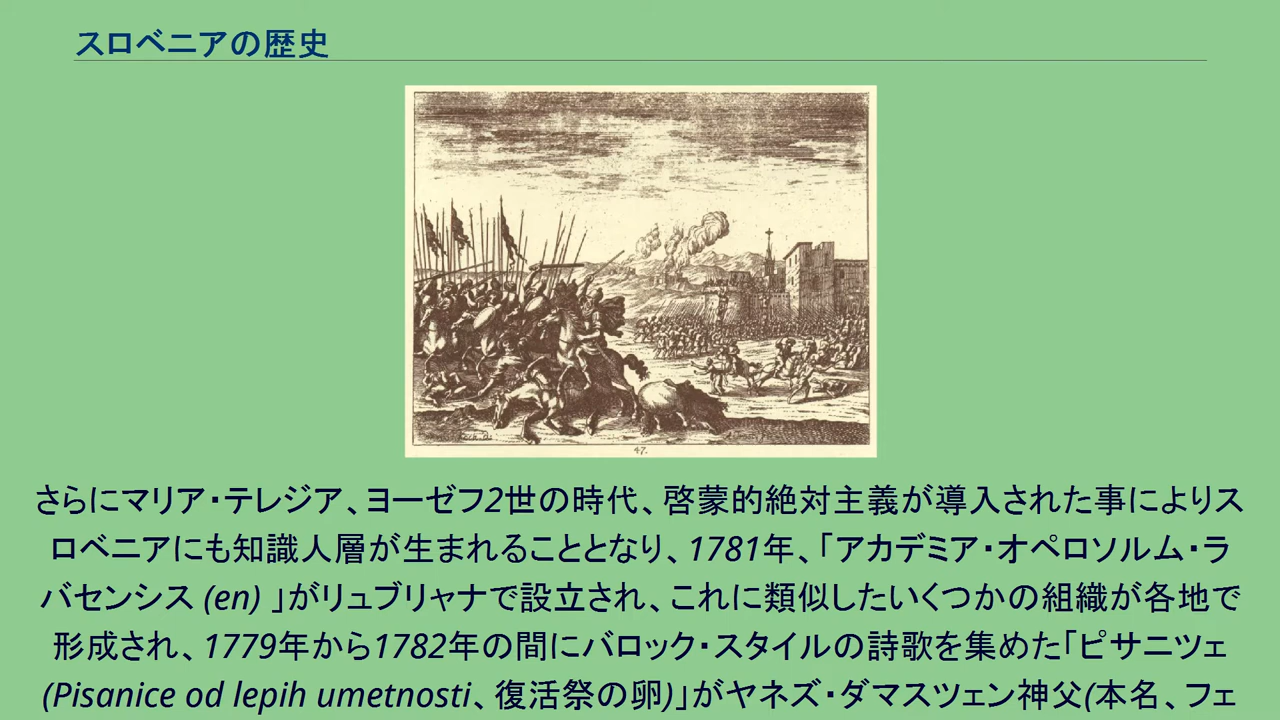 スロベニアの歴史
47.
さらにマリア・テレジア、ヨーゼフ2世の時代、啓蒙的絶対主義が導入された事によりス
ロベニアにも知識人層が生まれることとなり、1781年、「アカデミア・オペロソルム・ラ
バセンシス (en) 」がリュブリャナで設立され、これに類似したいくつかの組織が各地で
形成され、1779年から1782年の間にバロック・スタイルの詩歌を集めた「ピサニツェ
(Pisanice od lepih umetnosti、復活祭の卵)」がヤネズ・ダマスツェン神父(本名、フェ